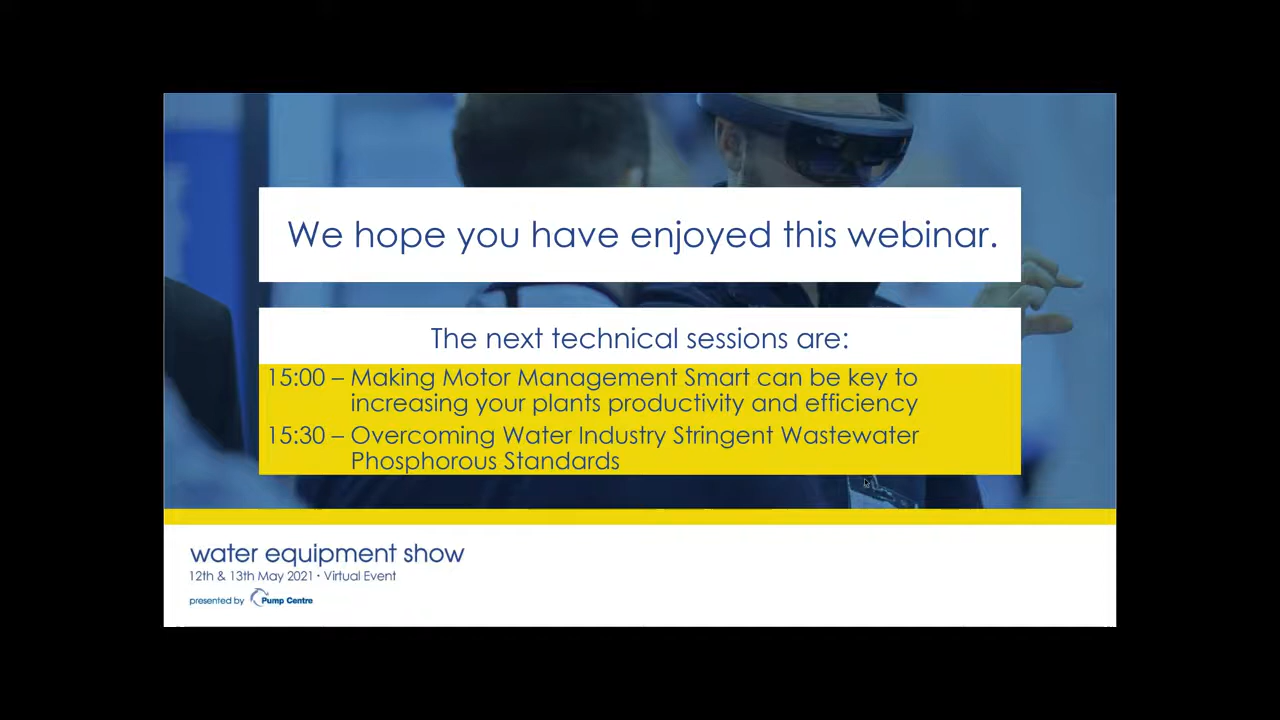 We hope you have enjoyed this webinar.
The next technical sessions are:
15:00 – Making Motor Management Smart can be key to
increasing your plants productivity and efficiency
15:30 – Overcoming Water Industry Stringent Wastewater
Phosphorous Standards
water equipment show
12th & 13th May 2021 • Virtual Event
presented by Pump Centre